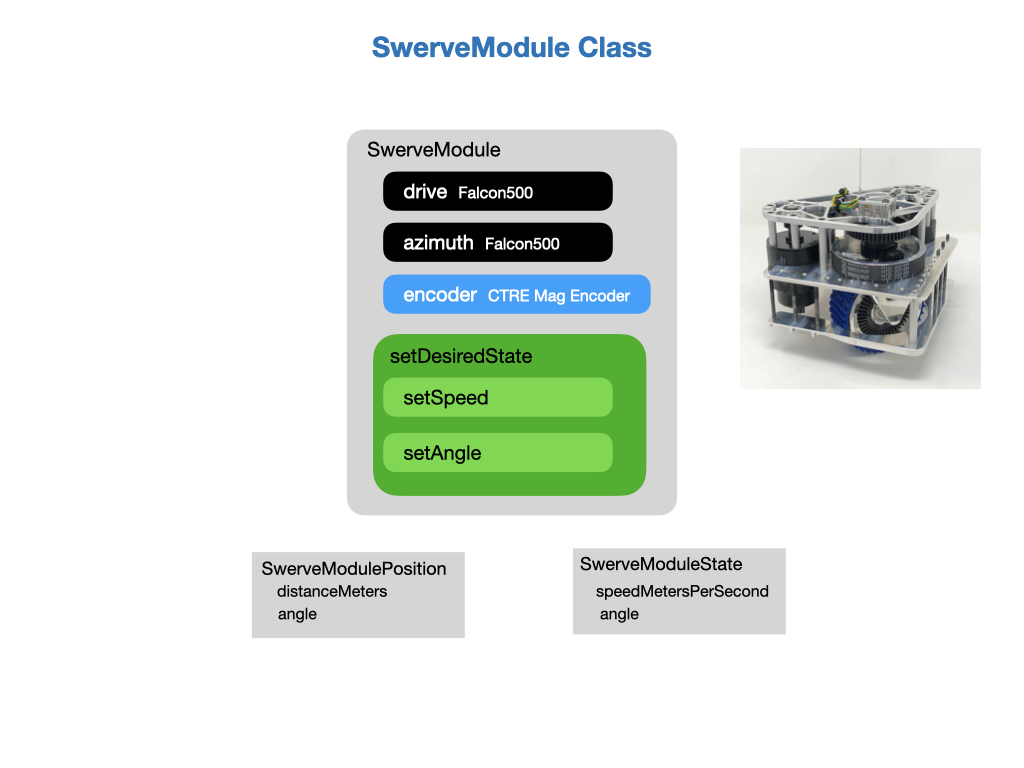 SwerveModule Class
SwerveModule
drive Falcon500
azimuth Falcon500
encoder CTRE Mag Encoder
setDesiredState
setSpeed
setAngle
SwerveModulePosition
distanceMeters
angle
SwerveModuleState
speedMetersPerSecond
angle